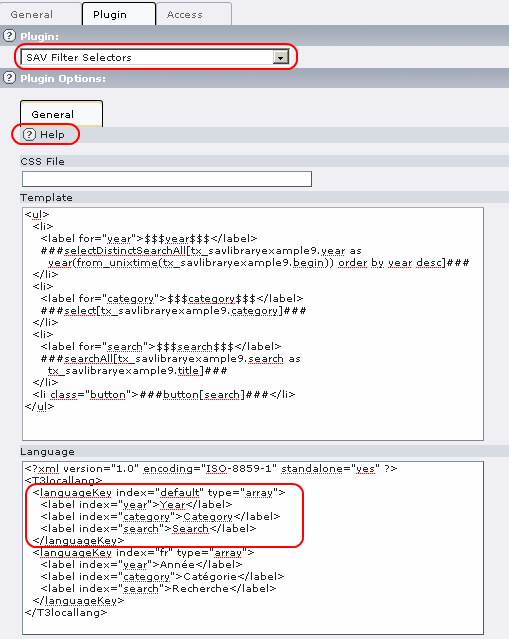 General Plugin Access
Plugin:
SAV Filter Selectors
Plugin Options:
General
Help
CSS File
Template
<ul>
<li>
<label for="year">$$$year$$$</label>
###selectDistinctSearchAll[tx_savlibraryexample9.year as
year(from_unixtime(tx_savlibraryexample9.begin)) order by year desc]###
</li>
<li>
<label for="category">$$$category$$$</label>
###select[tx_savlibraryexample9.category]###
</li>
<li>
<label for="search">$$$search$$$</label>
###searchAll[tx_savlibraryexample9.search as
tx_savlibraryexample9.title]###
</li>
<li class="button">###button[search]###</li>
</ul>
Language
<?xml version="1.0" encoding="ISO-8859-1" standalone="yes" ?>
<T3locallang>
<languageKey index="default" type="array">
<label index="year">Year</label>
<label index="category">Category</label>
<label index="search">Search</label>
</languageKey>
<languageKey index="fr" type="array">
<label index="year">Année</label>
<label index="category">Catégorie</label>
<label index="search">Recherche</label>
</languageKey>
</T3locallang>